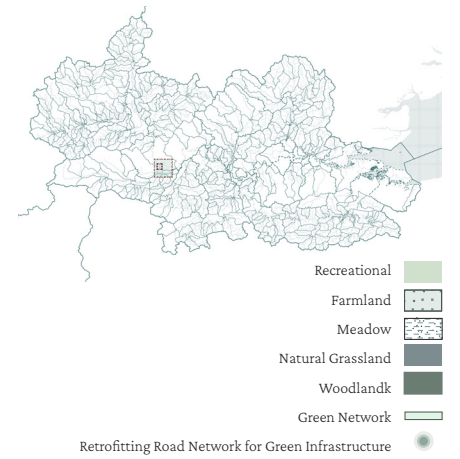 Recreational
Farmland
Meadow
Natural Grassland
Woodlandk
Green Network
Retrofitting Road Network for Green Infrastructure